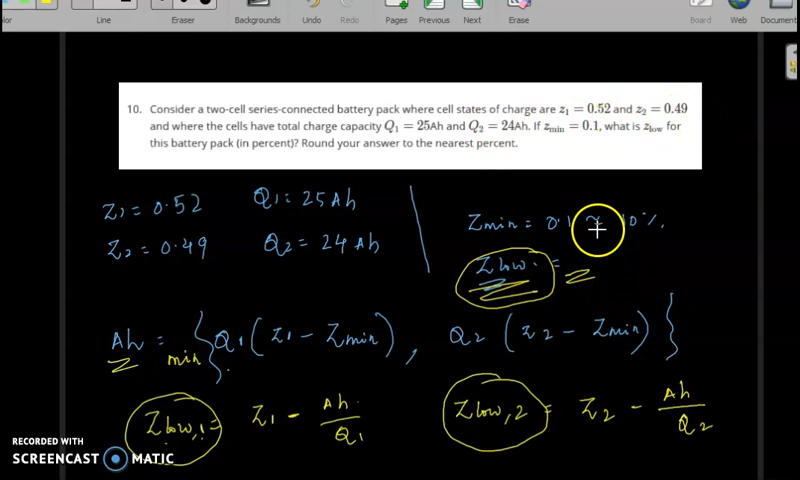 Eraser
Backgrounds
Undo
Redo
Pages
Previous
Next
Erase
Board
Web
Document
10. Consider a two-cell series-connected battery pack where cell states of charge are z₁ = 0.52 and z₂ = 0.49
and where the cells have total charge capacity Q₁ = 25Ah and Q₂ = 24Ah. If z_min = 0.1, what is z_low for
this battery pack (in percent)? Round your answer to the nearest percent.
Z₁ = 0.52 Q₁ = 25 Ah
Zmin = 0.1 ≈ 10%.
Z₂ = 0.49 Q₂ = 24 Ah
Zlow =
Ah = min { Q₁ ( Z₁ - Zmin ) , Q₂ ( Z₂ - Zmin ) }
Zlow,1 = Z₁ - Ah/Q₁ Zlow,2 = Z₂ - Ah/Q₂
RECORDED WITH
SCREENCAST MATIC